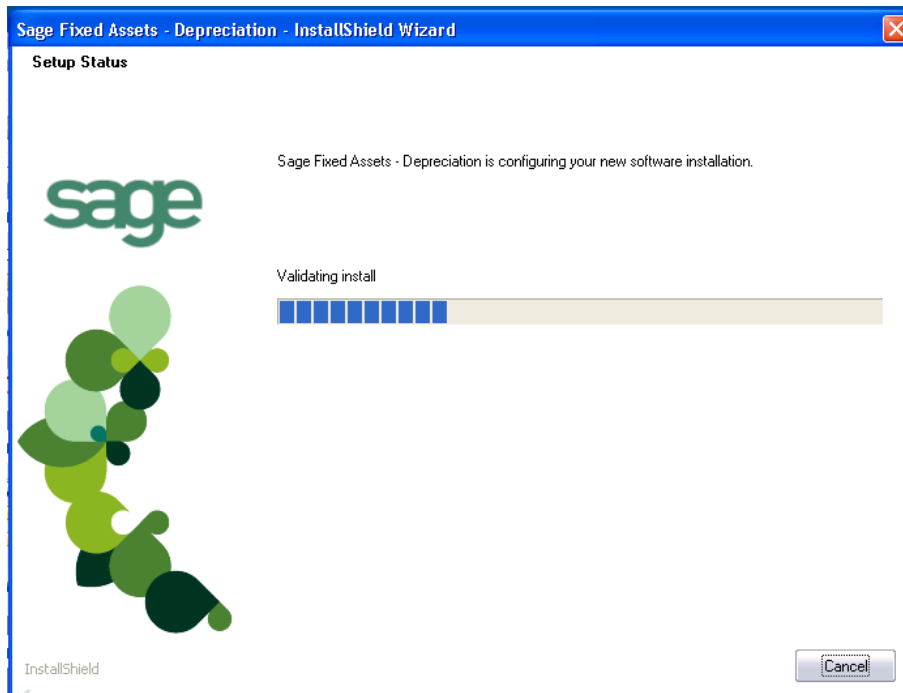 Sage Fixed Assets - Depreciation - InstallShield Wizard
Setup Status
Sage Fixed Assets - Depreciation is configuring your new software installation.
sage
Validating install
InstallShield
Cancel